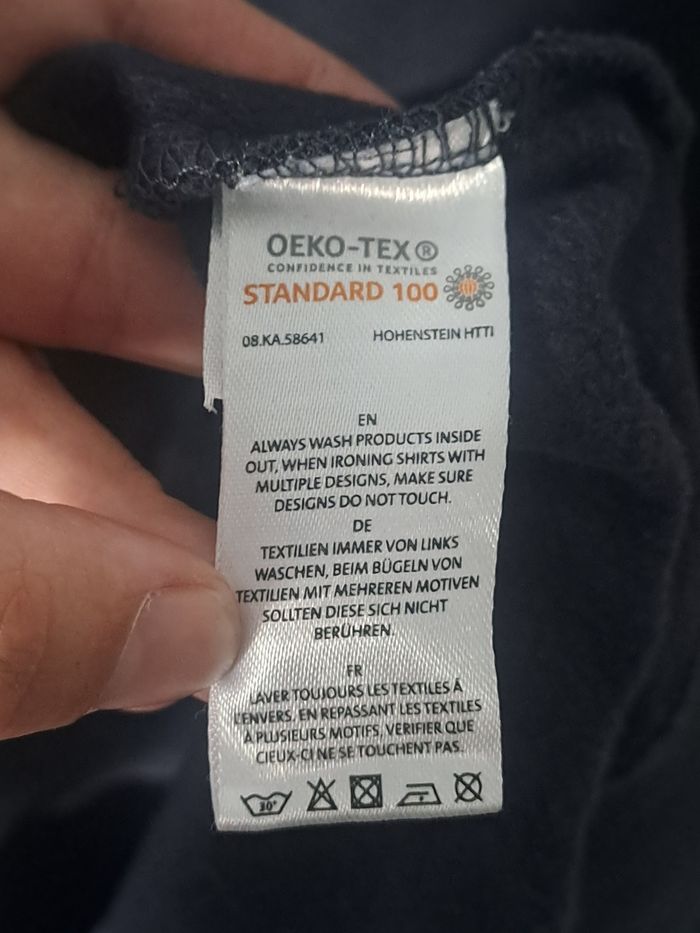 OEKO-TEX®
CONFIDENCE IN TEXTILES
STANDARD 100
08.KA.58641 HOHENSTEIN HTTI
EN
ALWAYS WASH PRODUCTS INSIDE
OUT, WHEN IRONING SHIRTS WITH
MULTIPLE DESIGNS, MAKE SURE
DESIGNS DO NOT TOUCH.
DE
TEXTILIEN IMMER VON LINKS
WASCHEN, BEIM BÜGELN VON
TEXTILIEN MIT MEHREREN MOTIVEN
SOLLTEN DIESE SICH NICHT
BERÜHREN.
FR
LAVER TOUJOURS LES TEXTILES À
L'ENVERS, EN REPASSANT LES TEXTILES
À PLUSIEURS MOTIFS, VÉRIFIER QUE
CIEUX-CI NE SE TOUCHENT PAS.
30°